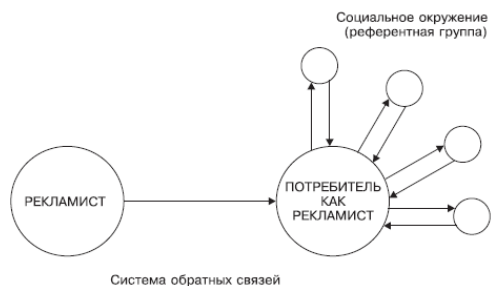 Социальное окружение
(референтная группа)
РЕКЛАМИСТ
ПОТРЕБИТЕЛЬ
КАК
РЕКЛАМИСТ
Система обратных связей